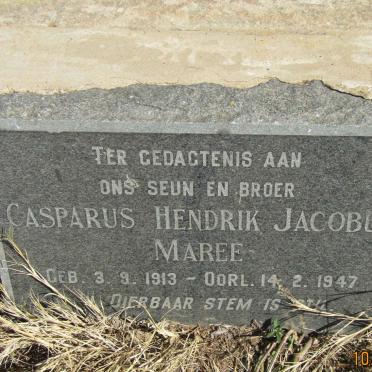 TER GEDAGTENIS AAN
ONS SEUN EN BROER
CASPARUS HENDRIK JACOBU
MAREE
GEB. 3. 9. 1913 - OORL. 14. 2. 1947
DIERBAAR STEM IS
10